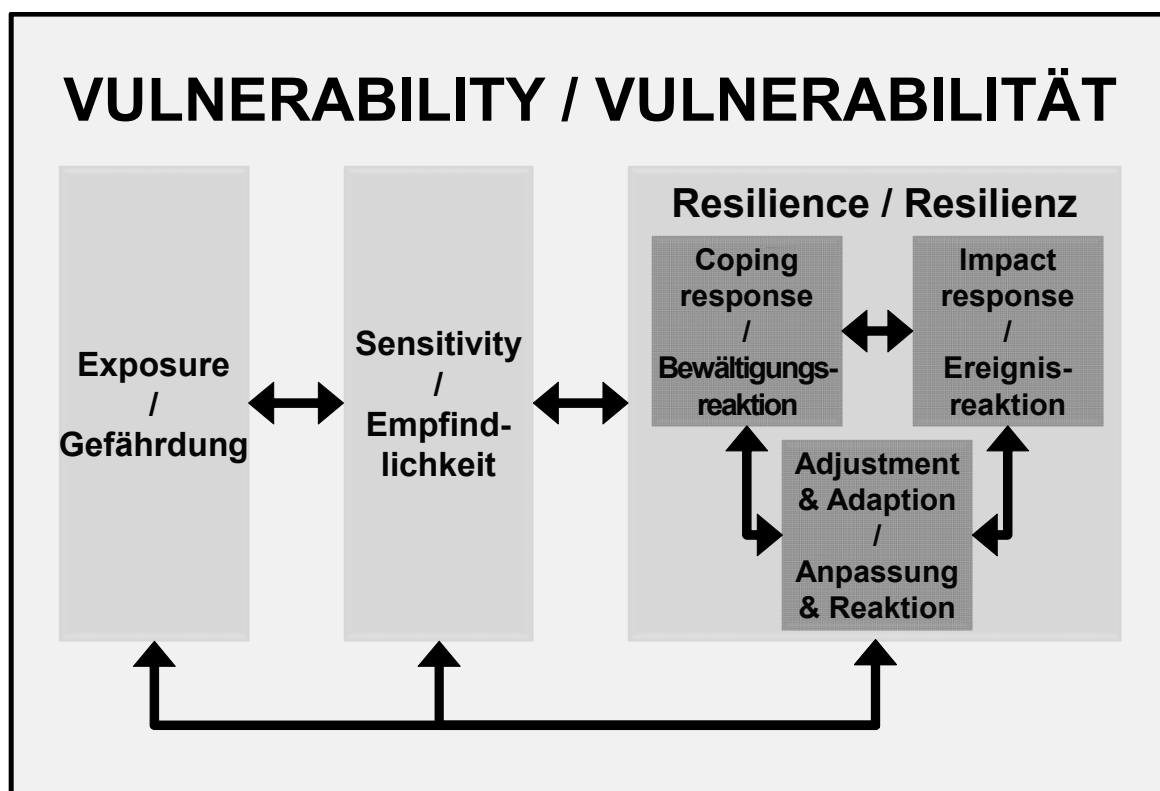 VULNERABILITY / VULNERABILITÄT
Exposure
/
Gefährdung
Sensitivity
/
Empfind-
lichkeit
Resilience / Resilienz
Coping
response
/
Bewältigungs-
reaktion
Impact
response
/
Ereignis-
reaktion
Adjustment
& Adaption
/
Anpassung
& Reaktion